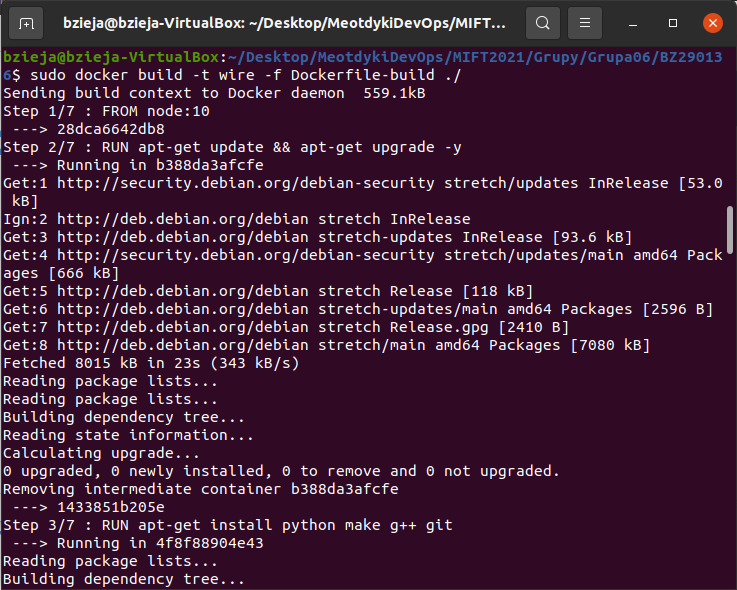 bzieja@bzieja-VirtualBox: ~/Desktop/MeotdykiDevOps/MIFT...
bzieja@bzieja-VirtualBox:~/Desktop/MeotdykiDevOps/MIFT2021/Grupy/Grupa06/BZ29013
6$ sudo docker build -t wire -f Dockerfile-build ./
Sending build context to Docker daemon  559.1kB
Step 1/7 : FROM node:10
 ---> 28dca6642db8
Step 2/7 : RUN apt-get update && apt-get upgrade -y
 ---> Running in b388da3afcfe
Get:1 http://security.debian.org/debian-security stretch/updates InRelease [53.0
 kB]
Ign:2 http://deb.debian.org/debian stretch InRelease
Get:3 http://deb.debian.org/debian stretch-updates InRelease [93.6 kB]
Get:4 http://security.debian.org/debian-security stretch/updates/main amd64 Pack
ages [666 kB]
Get:5 http://deb.debian.org/debian stretch Release [118 kB]
Get:6 http://deb.debian.org/debian stretch-updates/main amd64 Packages [2596 B]
Get:7 http://deb.debian.org/debian stretch Release.gpg [2410 B]
Get:8 http://deb.debian.org/debian stretch/main amd64 Packages [7080 kB]
Fetched 8015 kB in 23s (343 kB/s)
Reading package lists...
Reading package lists...
Building dependency tree...
Reading state information...
Calculating upgrade...
0 upgraded, 0 newly installed, 0 to remove and 0 not upgraded.
Removing intermediate container b388da3afcfe
 ---> 1433851b205e
Step 3/7 : RUN apt-get install python make g++ git
 ---> Running in 4f8f88904e43
Reading package lists...
Building dependency tree...